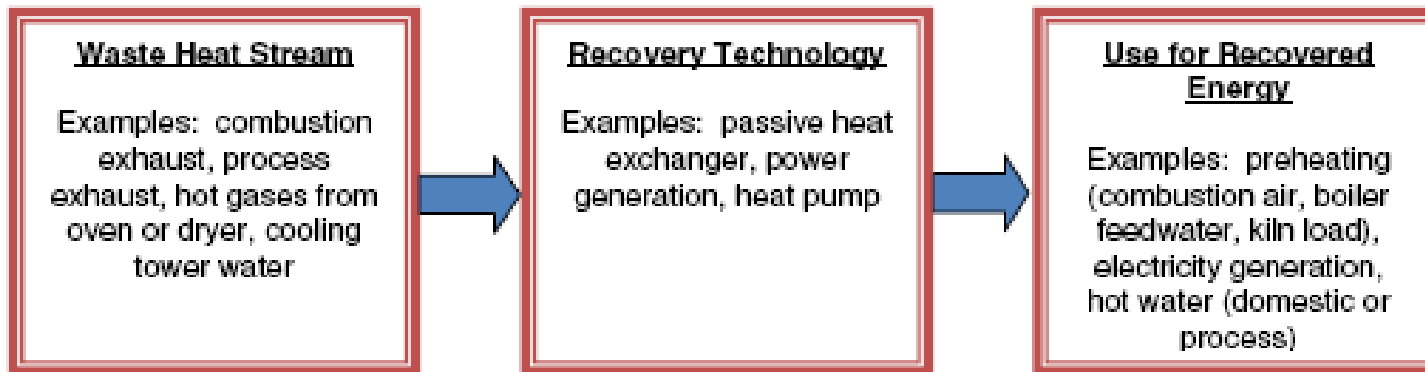 Waste Heat Stream
Examples: combustion
exhaust, process
exhaust, hot gases from
oven or dryer, cooling
tower water
Recovery Technology
Examples: passive heat
exchanger, power
generation, heat pump
Use for Recovered
Energy
Examples: preheating
(combustion air, boiler
feedwater, kiln load),
electricity generation,
hot water (domestic or
process)